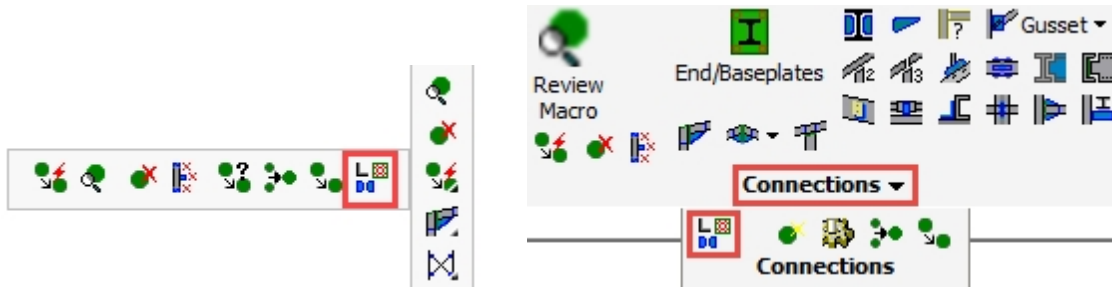 Gusset
End/Baseplates
Review
Macro
Connections
Connections